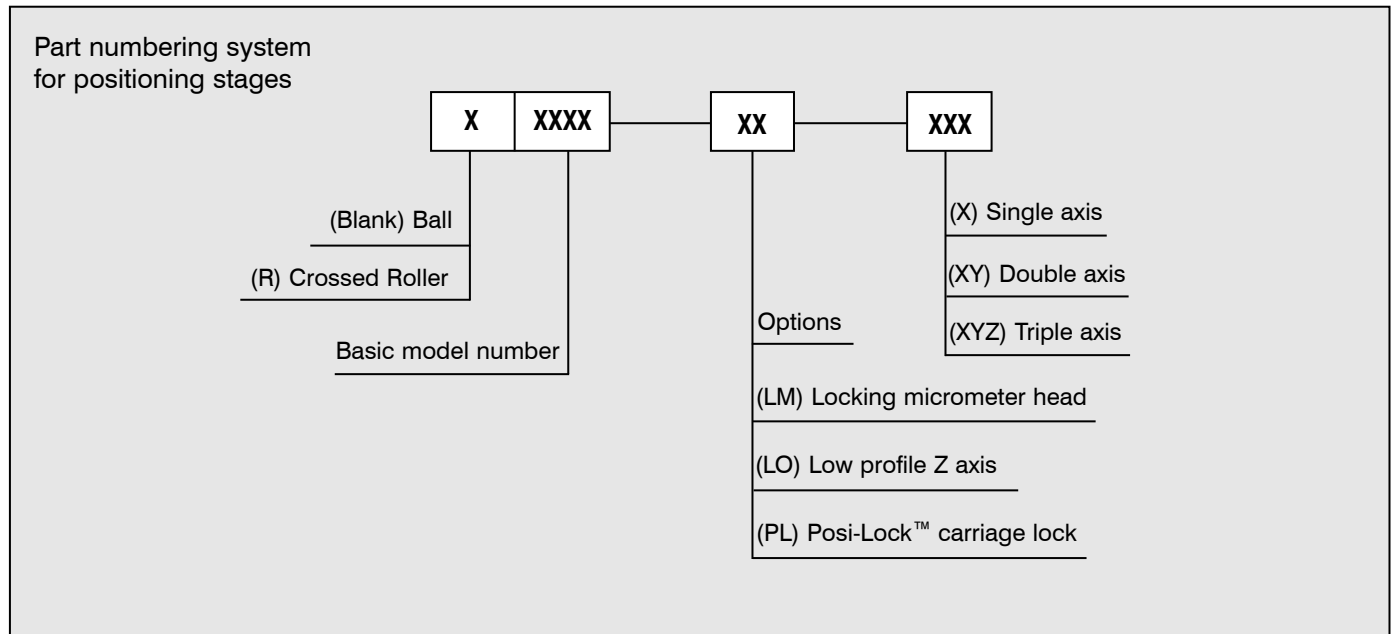 Part numbering system
for positioning stages
X XXXX XX XXX
(Blank) Ball
(R) Crossed Roller
Basic model number
Options
(LM) Locking micrometer head
(LO) Low profile Z axis
(PL) Posi-Lock™ carriage lock
(X) Single axis
(XY) Double axis
(XYZ) Triple axis